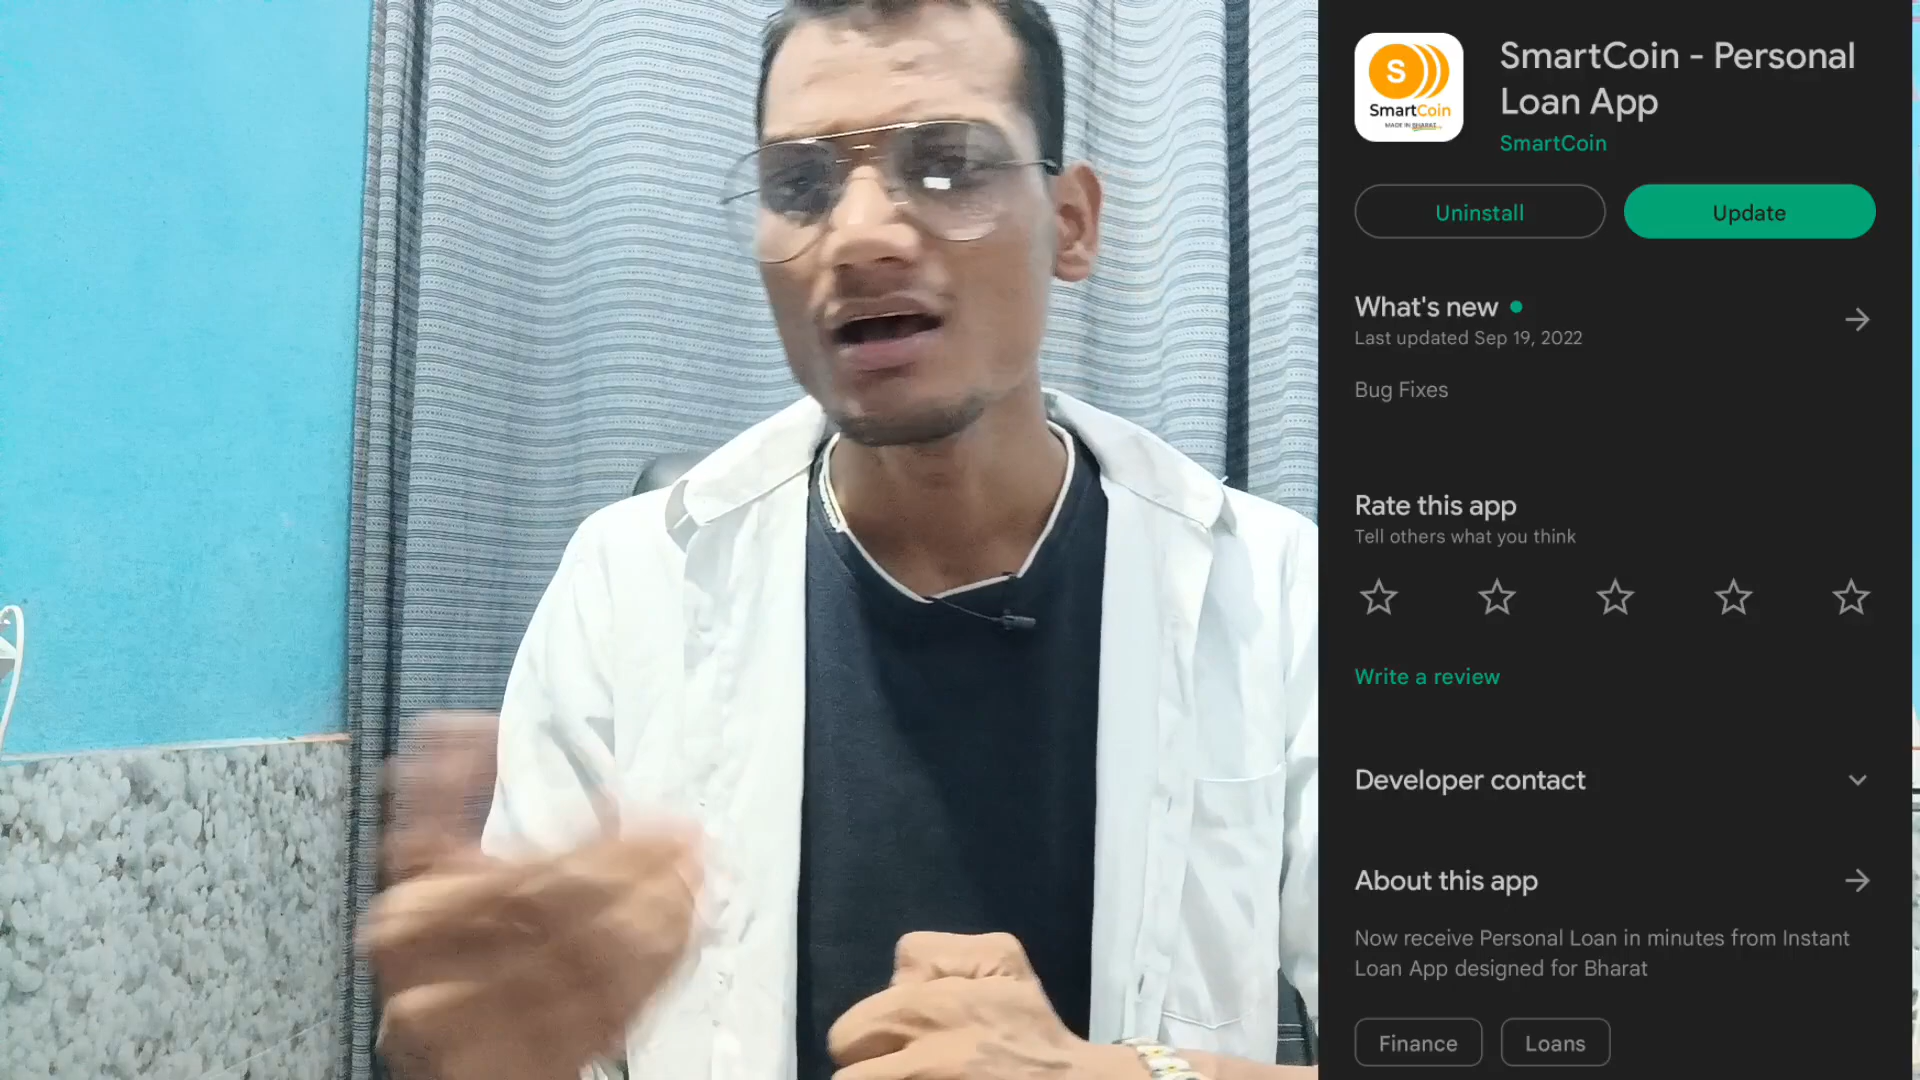 S
SmartCoin
MADE IN BHARAT
SmartCoin - Personal
Loan App
SmartCoin
Uninstall
Update
What's new
Last updated Sep 19, 2022
Bug Fixes
Rate this app
Tell others what you think
Write a review
Developer contact
About this app
Now receive Personal Loan in minutes from Instant
Loan App designed for Bharat
Finance
Loans